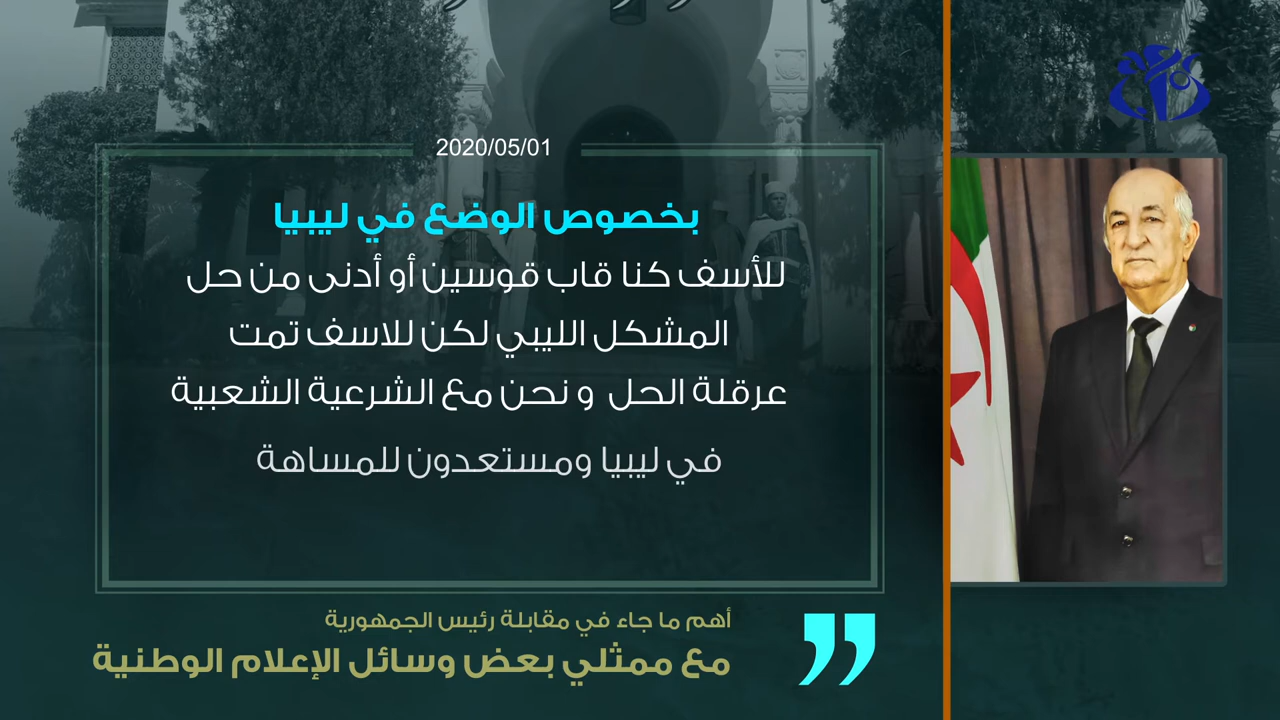 2020/05/01
بخصوص الوضع في ليبيا
للأسف كنا قاب قوسين أو أدنى من حل
المشكل الليبي لكن للاسف تمت
عرقلة الحل و نحن مع الشرعية الشعبية
في ليبيا ومستعدون للمساهة
أهم ما جاء في مقابلة رئيس الجمهورية
مع ممثلي بعض وسائل الإعلام الوطنية